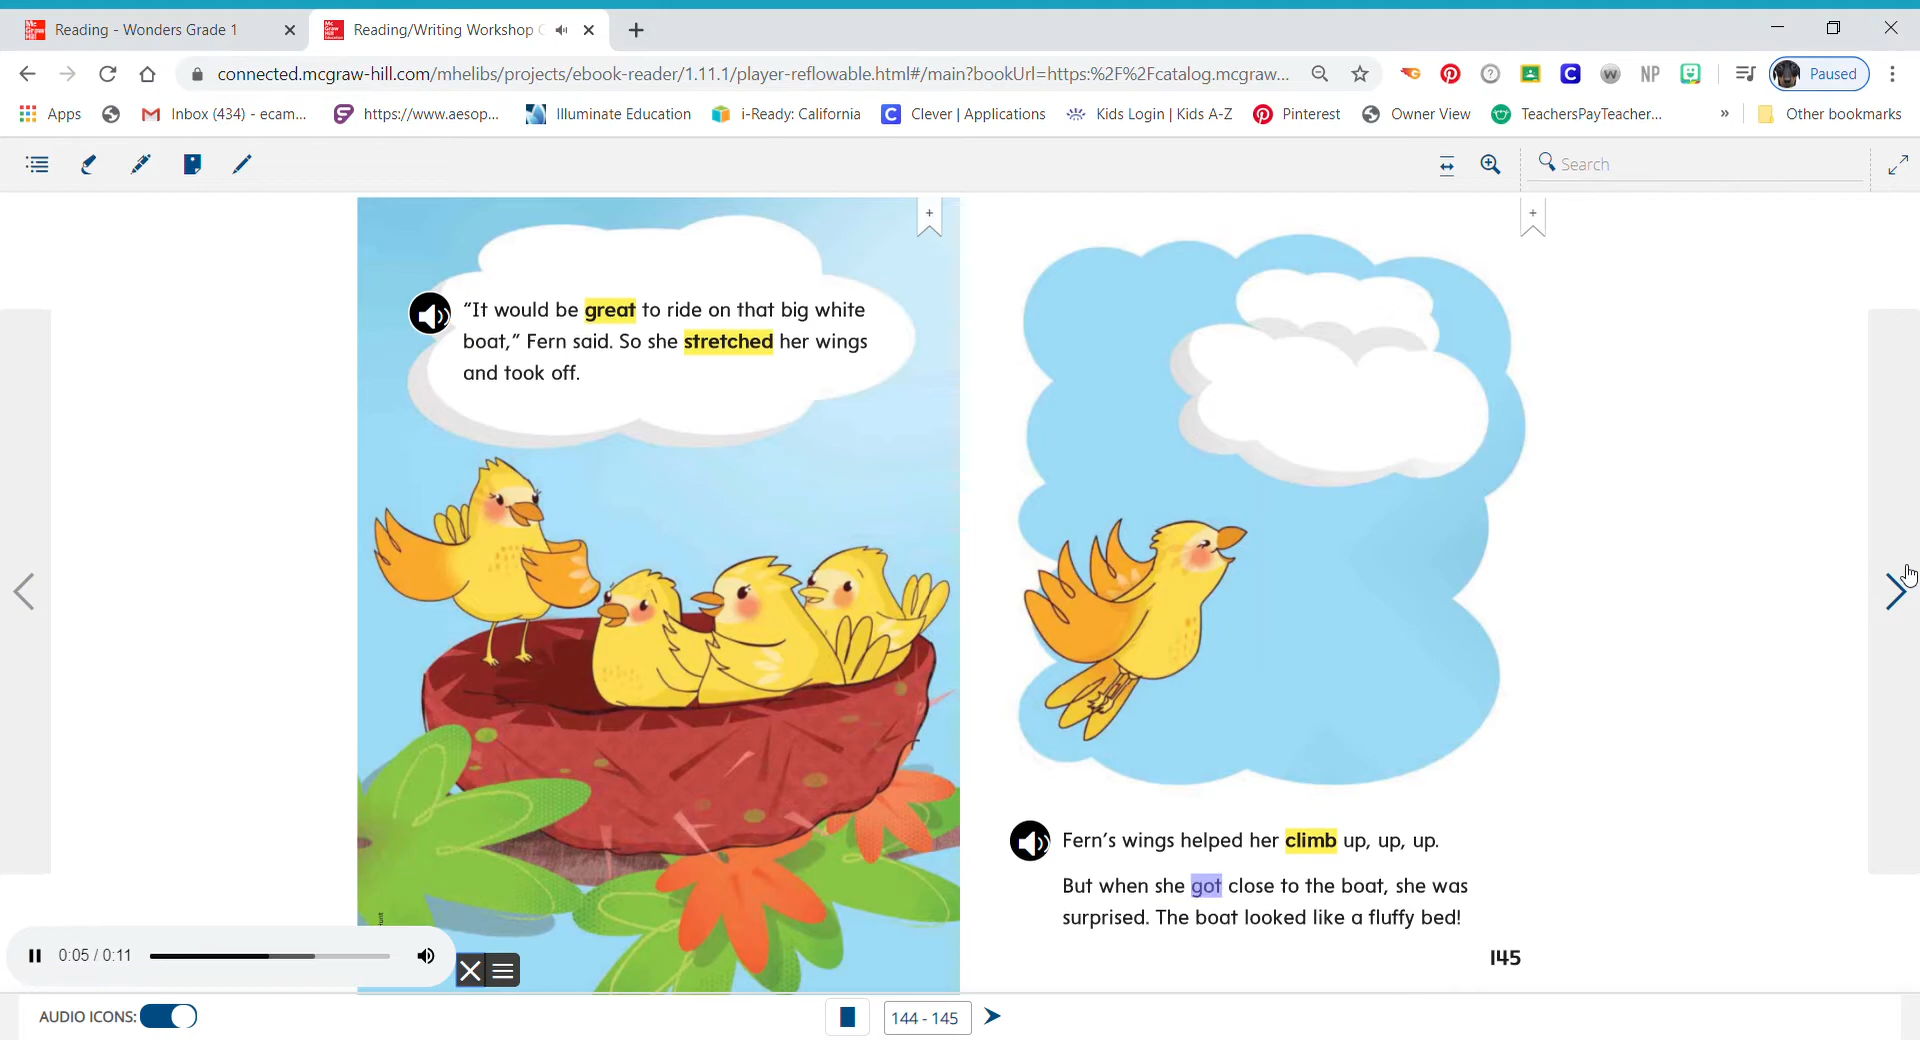 Reading - Wonders Grade 1
Reading/Writing Workshop
connected.mcgraw-hill.com/mhelibs/projects/ebook-reader/1.11.1/player-reflowable.html#/main?bookUrl=https:%2F%2Fcatalog.mcgraw...
NP
Paused
Apps
Inbox (434) - ecam...
https://www.aesop...
Illuminate Education
i-Ready: California
Clever | Applications
Kids Login | Kids A-Z
Pinterest
Owner View
TeachersPayTeacher...
»
Other bookmarks
Search
“It would be great to ride on that big white
boat,” Fern said. So she stretched her wings
and took off.
Fern’s wings helped her climb up, up, up.
But when she got close to the boat, she was
surprised. The boat looked like a fluffy bed!
145
0:05 / 0:11
AUDIO ICONS:
144 - 145